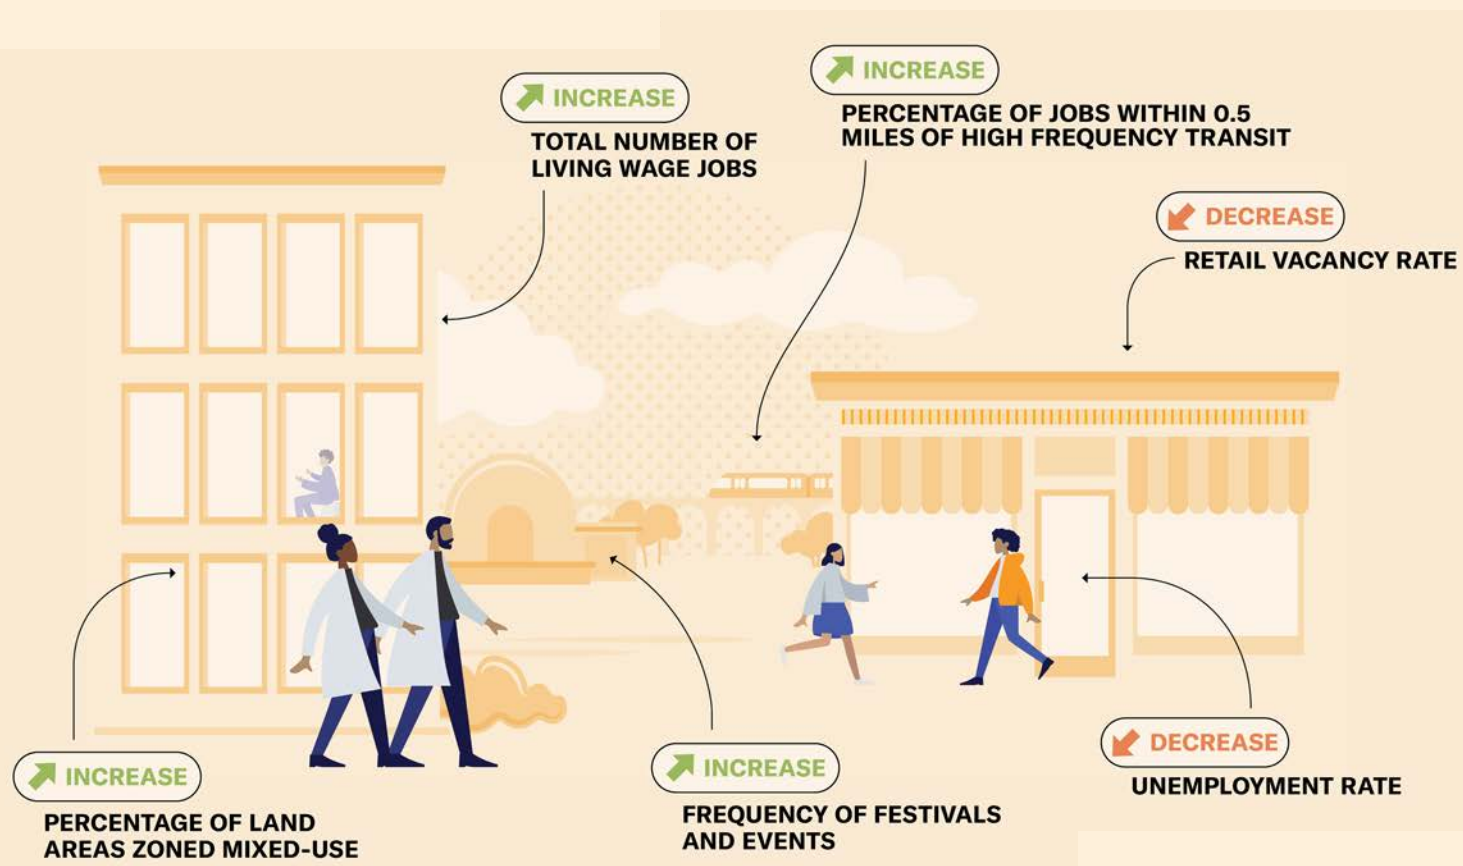 INCREASE
TOTAL NUMBER OF
LIVING WAGE JOBS
INCREASE
PERCENTAGE OF JOBS WITHIN 0.5
MILES OF HIGH FREQUENCY TRANSIT
DECREASE
RETAIL VACANCY RATE
INCREASE
PERCENTAGE OF LAND
AREAS ZONED MIXED-USE
INCREASE
FREQUENCY OF FESTIVALS
AND EVENTS
DECREASE
UNEMPLOYMENT RATE